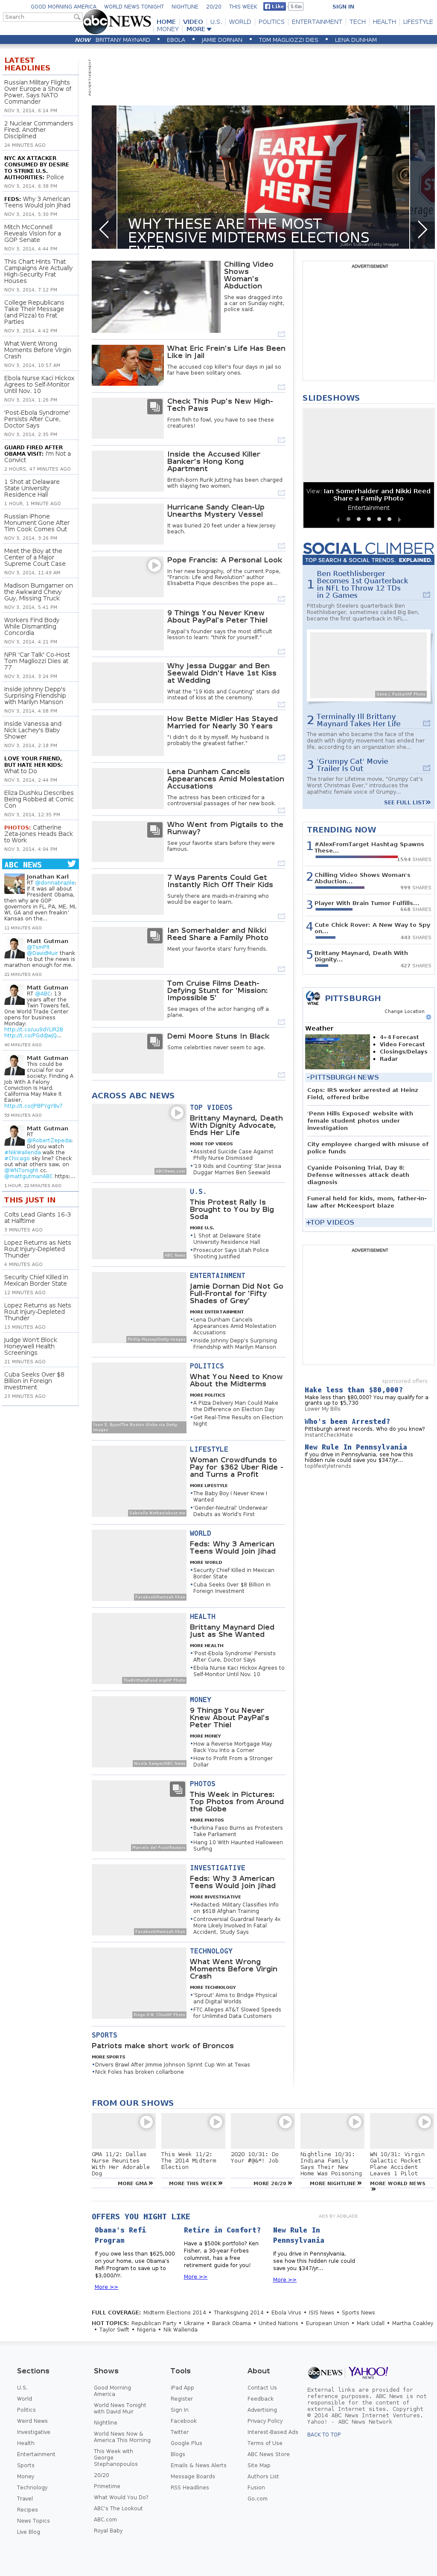 GOOD MORNING AMERICA WORLD NEWS TONIGHT NIGHTLINE 20/20 THIS WEEK Like SIGN IN
Search
abc NEWS
HOME VIDEO U.S. WORLD POLITICS ENTERTAINMENT TECH HEALTH LIFESTYLE
MONEY MORE
NOW BRITTANY MAYNARD • EBOLA • JAMIE DORNAN • TOM MAGLIOZZI DIES • LENA DUNHAM
LATEST HEADLINES
Russian Military Flights Over Europe a Show of Power, Says NATO Commander
NOV 3, 2014, 6:14 PM
2 Nuclear Commanders Fired, Another Disciplined
24 MINUTES AGO
NYC AX ATTACKER CONSUMED BY DESIRE TO STRIKE U.S. AUTHORITIES: Police
NOV 3, 2014, 6:38 PM
FEDS: Why 3 American Teens Would Join Jihad
NOV 3, 2014, 5:30 PM
Mitch McConnell Reveals Vision for a GOP Senate
NOV 3, 2014, 4:44 PM
This Chart Hints That Campaigns Are Actually High-Security Frat Houses
NOV 3, 2014, 7:12 PM
College Republicans Take Their Message (and Pizza) to Frat Parties
NOV 3, 2014, 4:42 PM
What Went Wrong Moments Before Virgin Crash
NOV 3, 2014, 10:57 AM
Ebola Nurse Kaci Hickox Agrees to Self-Monitor Until Nov. 10
NOV 3, 2014, 1:26 PM
'Post-Ebola Syndrome' Persists After Cure, Doctor Says
NOV 3, 2014, 2:35 PM
GUARD FIRED AFTER OBAMA VISIT: I'm Not a Convict
2 HOURS, 47 MINUTES AGO
1 Shot at Delaware State University Residence Hall
1 HOUR, 1 MINUTE AGO
Russian iPhone Monument Gone After Tim Cook Comes Out
NOV 3, 2014, 3:26 PM
Meet the Boy at the Center of a Major Supreme Court Case
NOV 3, 2014, 11:49 AM
Madison Bumgarner on the Awkward Chevy Guy, Missing Truck
NOV 3, 2014, 5:41 PM
Workers Find Body While Dismantling Concordia
NOV 3, 2014, 4:21 PM
NPR 'Car Talk' Co-Host Tom Magliozzi Dies at 77
NOV 3, 2014, 3:24 PM
Inside Johnny Depp's Surprising Friendship with Marilyn Manson
NOV 3, 2014, 4:08 PM
Inside Vanessa and Nick Lachey's Baby Shower
NOV 3, 2014, 2:18 PM
LOVE YOUR FRIEND, BUT HATE HER KIDS: What to Do
NOV 3, 2014, 2:44 PM
Eliza Dushku Describes Being Robbed at Comic Con
NOV 3, 2014, 12:35 PM
PHOTOS: Catherine Zeta-Jones Heads Back to Work
NOV 3, 2014, 4:04 PM
ABC NEWS
Jonathan Karl
RT @donnabrazile: If it was all about President Obama, then why are GOP governors in FL, PA, ME, MI, WI, GA and even freakin' Kansas on the...
11 MINUTES AGO
Matt Gutman
@TomPR @DavidMuir thank to but the news is marathon enough for me.
21 MINUTES AGO
Matt Gutman
RT @ABC: 13 years after the Twin Towers fell, One World Trade Center opens for business Monday:
40 MINUTES AGO
Matt Gutman
This could be crucial for our society: Finding A Job With A Felony Conviction Is Hard. California May Make It Easier.
59 MINUTES AGO
Matt Gutman
RT @RobertZepeda: Did you watch #NikWallenda walk the #Chicago sky line? Check out what others saw, on @WNTonight cc. @mattgutmanABC https:...
1 HOUR, 22 MINUTES AGO
THIS JUST IN
Colts Lead Giants 16-3 at Halftime
3 MINUTES AGO
Lopez Returns as Nets Rout Injury-Depleted Thunder
4 MINUTES AGO
Security Chief Killed in Mexican Border State
12 MINUTES AGO
Lopez Returns as Nets Rout Injury-Depleted Thunder
13 MINUTES AGO
Judge Won't Block Honeywell Health Screenings
21 MINUTES AGO
Cuba Seeks Over $8 Billion in Foreign Investment
23 MINUTES AGO
ADVERTISEMENT
EARLY VOTE HERE
VOTE HERE
WHY THESE ARE THE MOST
EXPENSIVE MIDTERMS ELECTIONS
EVER
Justin Sullivan/Getty Images
Chilling Video Shows Woman's Abduction
She was dragged into a car on Sunday night, police said.
What Eric Frein's Life Has Been Like in Jail
The accused cop killer's four days in jail so far have been solitary ones.
Check This Pup's New High-Tech Paws
From fish to fowl, you have to see these creatures!
Inside the Accused Killer Banker's Hong Kong Apartment
British-born Rurik Jutting has been charged with slaying two women.
Hurricane Sandy Clean-Up Unearths Mystery Vessel
It was buried 20 feet under a New Jersey beach.
Pope Francis: A Personal Look
In her new biography, of the current Pope, "Francis: Life and Revolution" author Elisabetta Pique describes the pope as...
9 Things You Never Knew About PayPal's Peter Thiel
Paypal's founder says the most difficult lesson is to learn "think for yourself."
Why Jessa Duggar and Ben Seewald Didn't Have 1st Kiss at Wedding
What the "19 Kids and Counting" stars did instead of kiss at the ceremony.
How Bette Midler Has Stayed Married for Nearly 30 Years
"I didn't do it myself. My husband is probably the greatest father."
Lena Dunham Cancels Appearances Amid Molestation Accusations
The actress has been criticized for a controversial passages of her new book.
Who Went from Pigtails to the Runway?
See your favorite stars before they were famous.
7 Ways Parents Could Get Instantly Rich Off Their Kids
Surely there are meds-in-training who would be eager to learn.
Ian Somerhalder and Nikki Reed Share a Family Photo
Meet your favorite stars' furry friends.
Tom Cruise Films Death-Defying Stunt for 'Mission: Impossible 5'
See images of the actor hanging off a plane.
Demi Moore Stuns In Black
Some celebrities never seem to age.
ACROSS ABC NEWS
TOP VIDEOS
Brittany Maynard, Death With Dignity Advocate, Ends Her Life
MORE TOP VIDEOS
•Assisted Suicide Case Against Philly Nurse Dismissed
•'19 Kids and Counting' Star Jessa Duggar Marries Ben Seewald
U.S.
This Protest Rally Is Brought to You by Big Soda
MORE U.S.
•1 Shot at Delaware State University Residence Hall
•Prosecutor Says Utah Police Shooting Justified
ABC News
ENTERTAINMENT
Jamie Dornan Did Not Go Full-Frontal for 'Fifty Shades of Grey'
MORE ENTERTAINMENT
•Lena Dunham Cancels Appearances Amid Molestation Accusations
•Inside Johnny Depp's Surprising Friendship with Marilyn Manson
POLITICS
What You Need to Know About the Midterms
MORE POLITICS
•A Pizza Delivery Man Could Make the Difference on Election Day
•Get Real-Time Results on Election Night
LIFESTYLE
Woman Crowdfunds to Pay for $362 Uber Ride - and Turns a Profit
MORE LIFESTYLE
•The Baby Boy I Never Knew I Wanted
•'Gender-Neutral' Underwear Debuts as World's First
WORLD
Feds: Why 3 American Teens Would Join Jihad
MORE WORLD
•Security Chief Killed in Mexican Border State
•Cuba Seeks Over $8 Billion in Foreign Investment
HEALTH
Brittany Maynard Died Just as She Wanted
MORE HEALTH
•'Post-Ebola Syndrome' Persists After Cure, Doctor Says
•Ebola Nurse Kaci Hickox Agrees to Self-Monitor Until Nov. 10
MONEY
9 Things You Never Knew About PayPal's Peter Thiel
MORE MONEY
•How a Reverse Mortgage May Back You Into a Corner
•How to Profit From a Stronger Dollar
PHOTOS
This Week in Pictures: Top Photos from Around the Globe
MORE PHOTOS
•Burkina Faso Burns as Protesters Take Parliament
•Hang 10 With Haunted Halloween Surfing
INVESTIGATIVE
Feds: Why 3 American Teens Would Join Jihad
MORE INVESTIGATIVE
•Redacted: Military Classifies Info on $61B Afghan Training
•Controversial Guardrail Nearly 4x More Likely Involved in Fatal Accident, Study Says
TECHNOLOGY
What Went Wrong Moments Before Virgin Crash
MORE TECHNOLOGY
•'Sprout' Aims to Bridge Physical and Digital Worlds
•FTC Alleges AT&T Slowed Speeds for Unlimited Data Customers
SPORTS
Patriots make short work of Broncos
MORE SPORTS
•Drivers Brawl After Jimmie Johnson Sprint Cup Win at Texas
•Nick Foles has broken collarbone
ADVERTISEMENT
SLIDESHOWS
View: Ian Somerhalder and Nikki Reed Share a Family Photo
Entertainment
SOCIAL CLIMBER
TOP SEARCH & SOCIAL TRENDS, EXPLAINED.
1 Ben Roethlisberger Becomes 1st Quarterback in NFL to Throw 12 TDs in 2 Games
Pittsburgh Steelers quarterback Ben Roethlisberger, sometimes called Big Ben, became the first quarterback in NFL...
Gene J. Puskar/AP Photo
2 Terminally Ill Brittany Maynard Takes Her Life
The woman who became the face of the death with dignity movement has ended her life, according to an organization she...
3 'Grumpy Cat' Movie Trailer Is Out
The trailer for Lifetime movie, "Grumpy Cat's Worst Christmas Ever," introduces the apathetic female voice of Grumpy...
SEE FULL LIST»
TRENDING NOW
1 #AlexFromTarget Hashtag Spawns These...
1594 SHARES
2 Chilling Video Shows Woman's Abduction...
999 SHARES
3 Player With Brain Tumor Fulfills...
668 SHARES
4 Cute Chick Rover: A New Way to Spy on...
443 SHARES
5 Brittany Maynard, Death With Dignity...
427 SHARES
PITTSBURGH
Change Location
Weather
4-8 Forecast
Video Forecast
Closings/Delays
Radar
-PITTSBURGH NEWS
Cops: IRS worker arrested at Heinz Field, offered bribe
'Penn Hills Exposed' website with female student photos under investigation
City employee charged with misuse of public funds
Cyanide Poisoning Trial, Day 8: Defense witnesses attack death diagnosis
Funeral held for kids, mom, father-in-law after McKeesport blaze
+TOP VIDEOS
ADVERTISEMENT
sponsored offers
Make less than $80,000?
Make less than $80,000? You may qualify for a gharts up to $5,730
Lower My Bills
Who's been Arrested?
Pittsburgh arrest records. Who do you know?
InstantCheckMate
New Rule In Pennsylvania
If you drive in Pennsylvania, see how this hidden rule could save you $347/yr...
toplifestyletrends
FROM OUR SHOWS
GMA 11/2: Dallas Nurse Reunites With Her Adorable Dog
MORE GMA»
This Week 11/2: The 2014 Midterm Election
MORE THIS WEEK»
2020 10/31: Do Your #@&*! Job
MORE 20/20 »
Nightline 10/31: Indiana Family Says Their New Home Was Poisoning
MORE NIGHTLINE»
WN 10/31: Virgin Galactic Rocket Plane Accident Leaves 1 Pilot
MORE WORLD NEWS »
OFFERS YOU MIGHT LIKE
ADS BY ADBLADE
Obama's Refi Program
If you owe less than $625,000 on your home, use Obama's Refi Program to save up to $3,000/yr.
More >>
Retire in Comfort?
Have a $500k portfolio? Ken Fisher, a 30-year Forbes columnist, has a free retirement guide for you!
More >>
New Rule In Pennsylvania
If you drive in Pennsylvania, see how this hidden rule could save you $347/yr...
More >>
FULL COVERAGE: Midterm Elections 2014 • Thanksgiving 2014 • Ebola Virus • ISIS News • Sports News
HOT TOPICS: Republican Party • Ukraine • Barack Obama • United Nations • European Union • Mark Udall • Martha Coakley • Taylor Swift • Nigeria • Nik Wallenda
Sections
U.S.
World
Politics
Weird News
Investigative
Health
Entertainment
Sports
Money
Technology
Travel
Recipes
News Topics
Live Blog
Shows
Good Morning America
World News Tonight with David Muir
Nightline
World News Now & America This Morning
This Week with George Stephanopoulos
20/20
Primetime
What Would You Do?
ABC's The Lookout
ABC.com
Royal Baby
Tools
iPad App
Register
Sign In
Facebook
Twitter
Google Plus
Blogs
Emails & News Alerts
Message Boards
RSS Headlines
About
Contact Us
Feedback
Advertising
Privacy Policy
Interest-Based Ads
Terms of Use
ABC News Store
Site Map
Authors List
Fusion
Go.com
abc NEWS YAHOO! NEWS
External links are provided for reference purposes. ABC News is not responsible for the content of external Internet sites. Copyright © 2014 ABC News Internet Ventures. Yahoo! - ABC News Network
BACK TO TOP